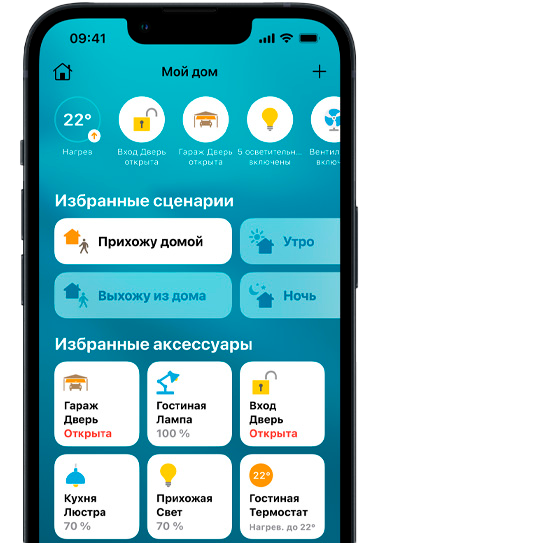 09:41
Мой дом
22°
Нагрев
Вход Дверь
открыта
Гараж Дверь
открыта
5 осветительн...
включены
Вентил
включ
Избранные сценарии
Прихожу домой
Утро
Выхожу из дома
Ночь
Избранные аксессуары
Гараж
Дверь
Открыта
Гостиная
Лампа
100 %
Вход
Дверь
Открыта
Кухня
Люстра
70 %
Прихожая
Свет
70 %
22°
Гостиная
Термостат
Нагрев. до 22°